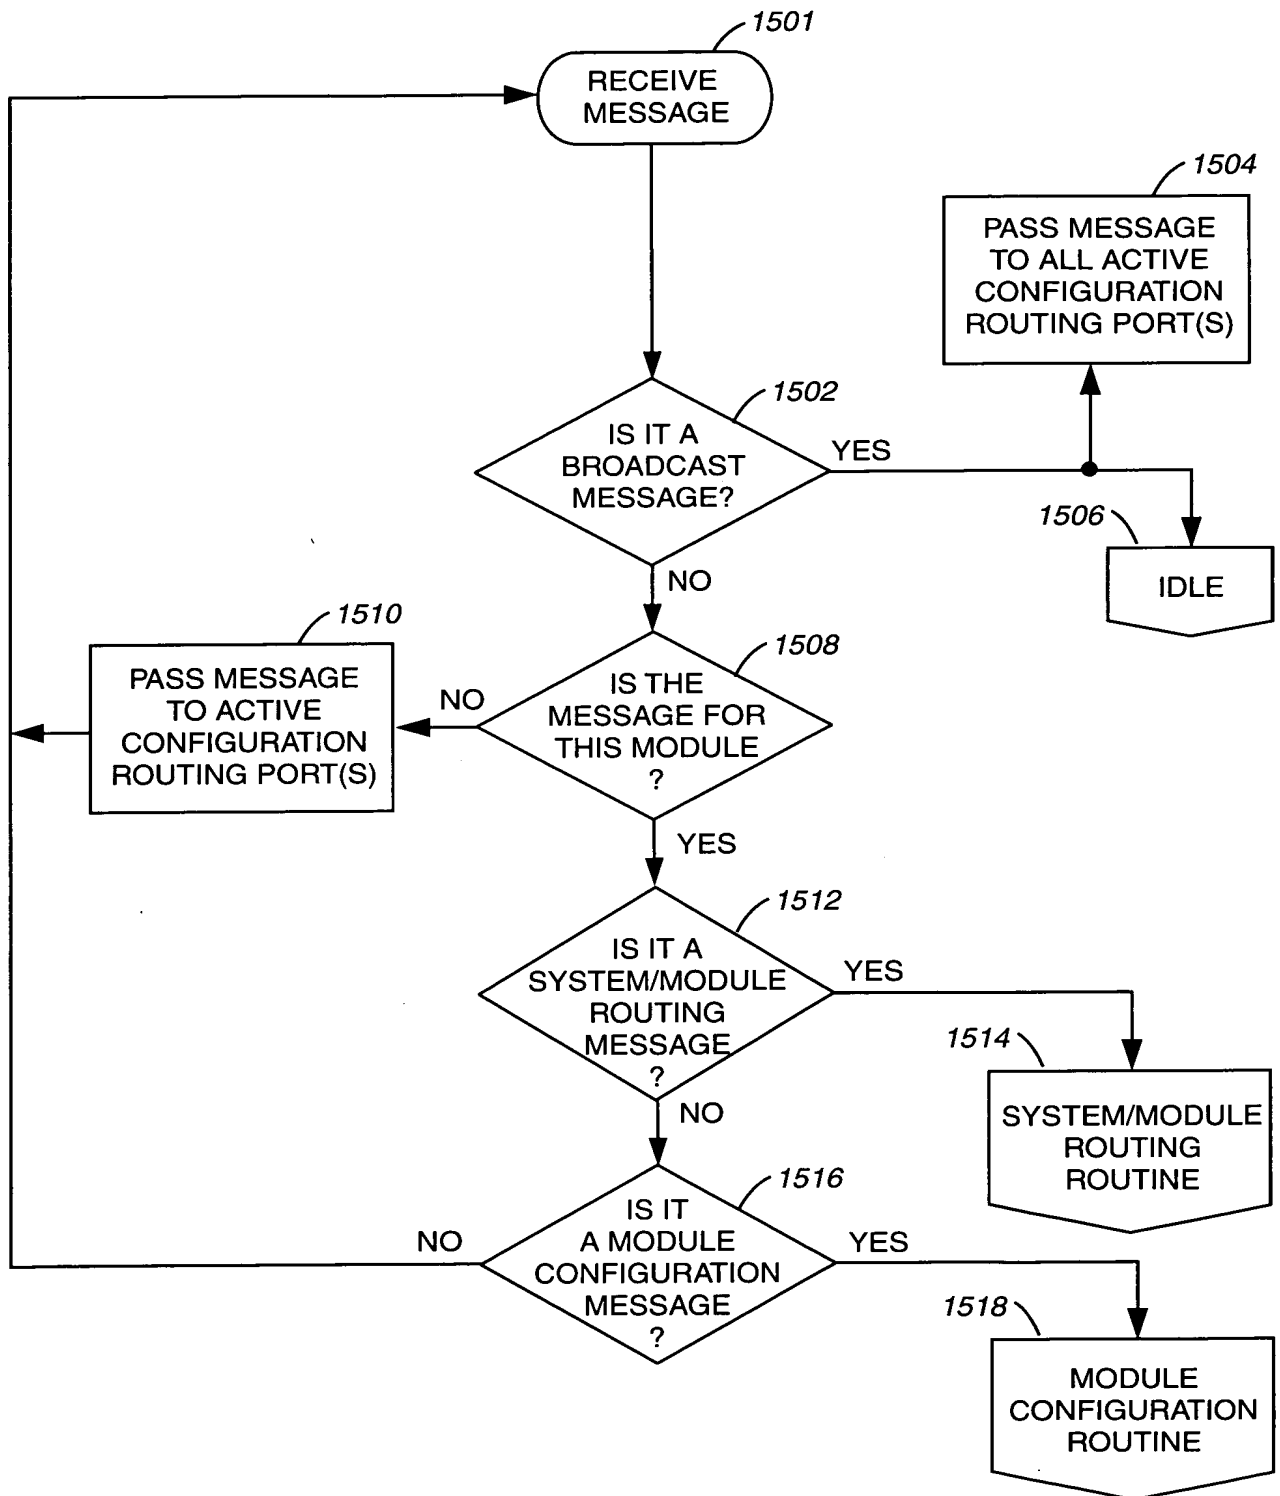 1501
RECEIVE
MESSAGE
1504
PASS MESSAGE
TO ALL ACTIVE
CONFIGURATION
ROUTING PORT(S)
1502
IS IT A
BROADCAST
MESSAGE?
YES
1506
IDLE
NO
1510
PASS MESSAGE
TO ACTIVE
CONFIGURATION
ROUTING PORT(S)
NO
1508
IS THE
MESSAGE FOR
THIS MODULE
?
YES
1512
IS IT A
SYSTEM/MODULE
ROUTING
MESSAGE
?
YES
1514
SYSTEM/MODULE
ROUTING
ROUTINE
NO
1516
IS IT
A MODULE
CONFIGURATION
MESSAGE
?
NO
YES
1518
MODULE
CONFIGURATION
ROUTINE